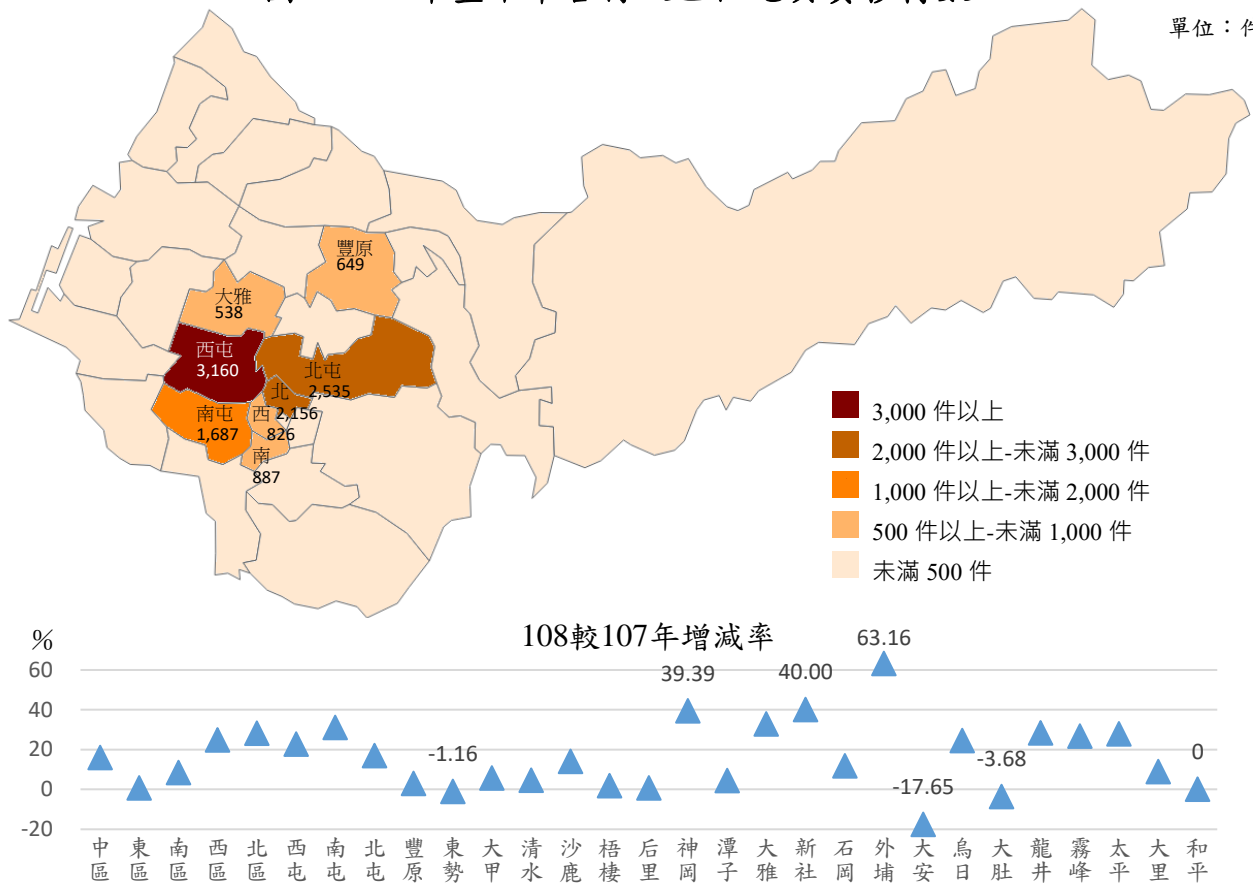 單位：件
豐原
649
大雅
538
西屯
3,160
北屯
2,535
北
2,156
南屯
1,687
西
826
南
887
3,000 件以上
2,000 件以上-未滿 3,000 件
1,000 件以上-未滿 2,000 件
500 件以上-未滿 1,000 件
未滿 500 件
108較107年增減率
%
60
40
20
0
-20
-1.16
39.39
40.00
63.16
-17.65
-3.68
0
中區
東區
南區
西區
北區
西屯
南屯
北屯
豐原
東勢
大甲
清水
沙鹿
梧棲
后里
神岡
潭子
大雅
新社
石岡
外埔
大安
烏日
大肚
龍井
霧峰
太平
大里
和平